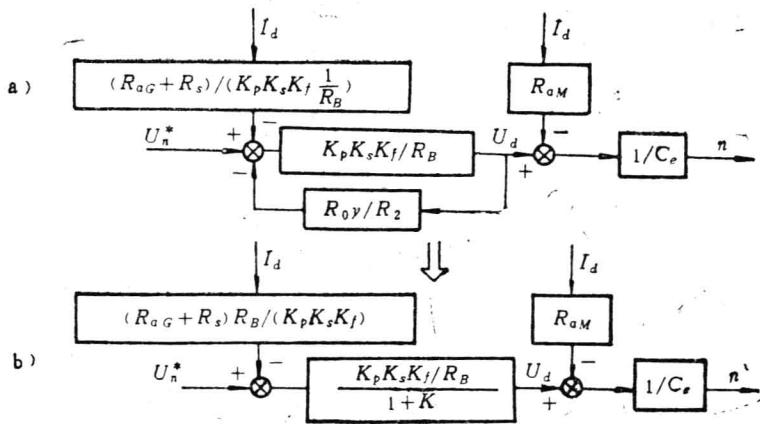 I_d I_d
a) (R_{aG}+R_s)/(K_pK_sK_f \frac{1}{R_B}) R_{aM}
U_n^* + − K_pK_sK_f/R_B U_d − + 1/C_e n
−
R_0γ/R_2
I_d I_d
(R_{aG}+R_s)R_B/(K_pK_sK_f) R_{aM}
b) U_n^* + − \frac{K_pK_sK_f/R_B}{1+K} U_d − + 1/C_e n